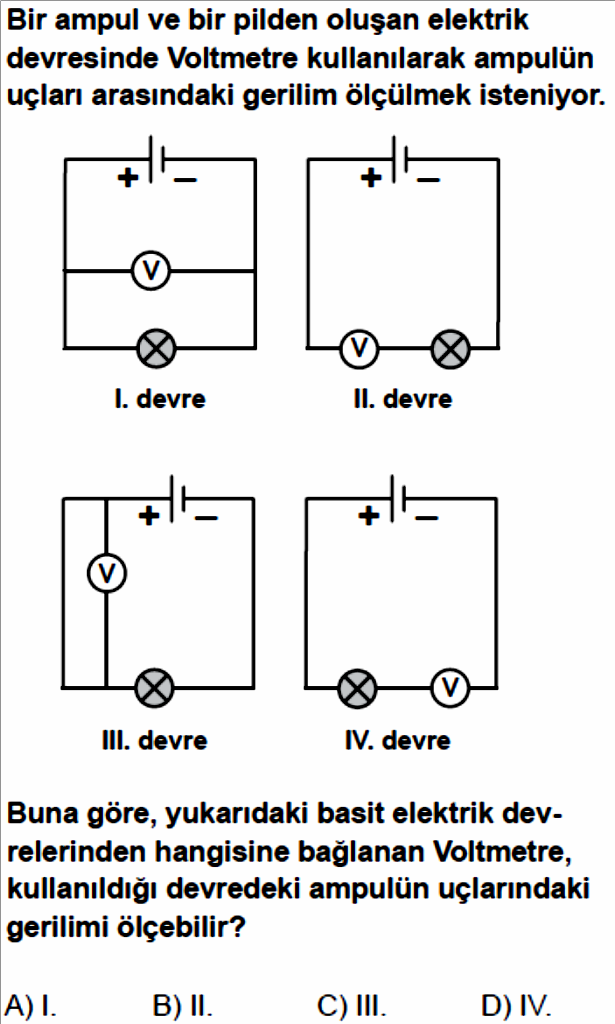 Bir ampul ve bir pilden oluşan elektrik
devresinde Voltmetre kullanılarak ampulün
uçları arasındaki gerilim ölçülmek isteniyor.
+ –
+ –
V
V
I. devre
II. devre
+ –
+ –
V
V
III. devre
IV. devre
Buna göre, yukarıdaki basit elektrik dev-
relerinden hangisine bağlanan Voltmetre,
kullanıldığı devredeki ampulün uçlarındaki
gerilimi ölçebilir?
A) I. B) II. C) III. D) IV.